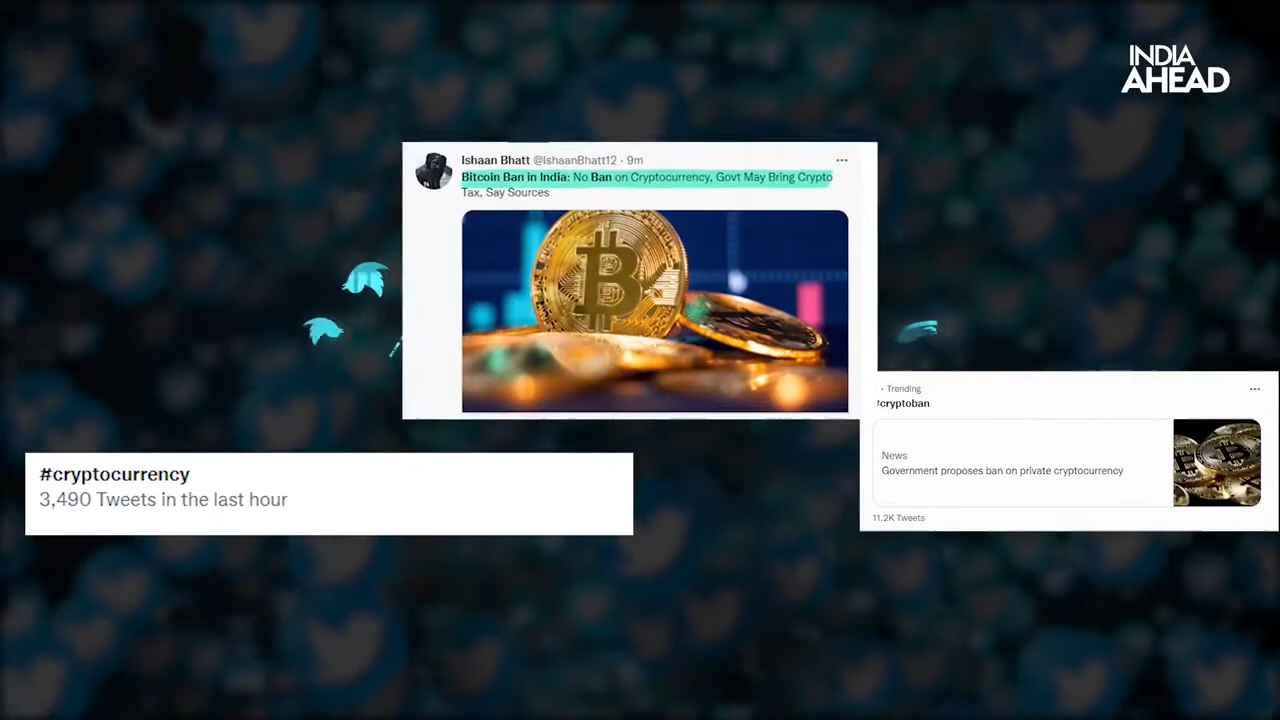 INDIA
AHEAD
Ishaan Bhatt @IshaanBhatt12 · 9m
Bitcoin Ban in India: No Ban on Cryptocurrency, Govt May Bring Crypto
Tax, Say Sources
· Trending
#cryptoban
News
Government proposes ban on private cryptocurrency
11.2K Tweets
#cryptocurrency
3,490 Tweets in the last hour